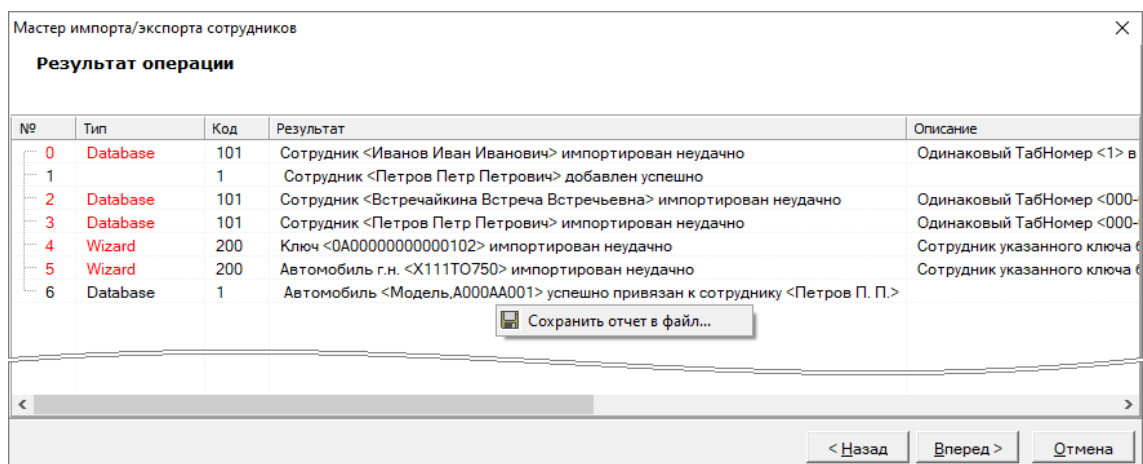 Мастер импорта/экспорта сотрудников
Результат операции
№ Тип Код Результат Описание
0 Database 101 Сотрудник <Иванов Иван Иванович> импортирован неудачно Одинаковый ТабНомер <1> в
1 1 Сотрудник <Петров Петр Петрович> добавлен успешно
2 Database 101 Сотрудник <Встречайкина Встреча Встречьевна> импортирован неудачно Одинаковый ТабНомер <000-
3 Database 101 Сотрудник <Петров Петр Петрович> импортирован неудачно Одинаковый ТабНомер <000-
4 Wizard 200 Ключ <0A00000000000102> импортирован неудачно Сотрудник указанного ключа
5 Wizard 200 Автомобиль г.н. <X111TO750> импортирован неудачно Сотрудник указанного ключа
6 Database 1 Автомобиль <Модель,A000AA001> успешно привязан к сотруднику <Петров П. П.>
Сохранить отчет в файл...
< Назад Вперед > Отмена